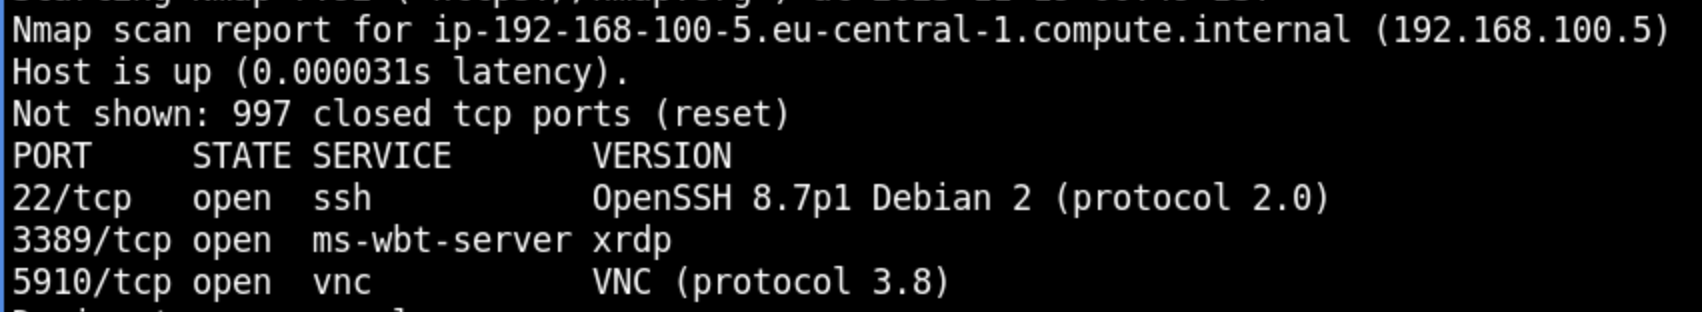 Nmap scan report for ip-192-168-100-5.eu-central-1.compute.internal (192.168.100.5)
Host is up (0.000031s latency).
Not shown: 997 closed tcp ports (reset)
PORT     STATE SERVICE       VERSION
22/tcp   open  ssh           OpenSSH 8.7p1 Debian 2 (protocol 2.0)
3389/tcp open  ms-wbt-server xrdp
5910/tcp open  vnc           VNC (protocol 3.8)